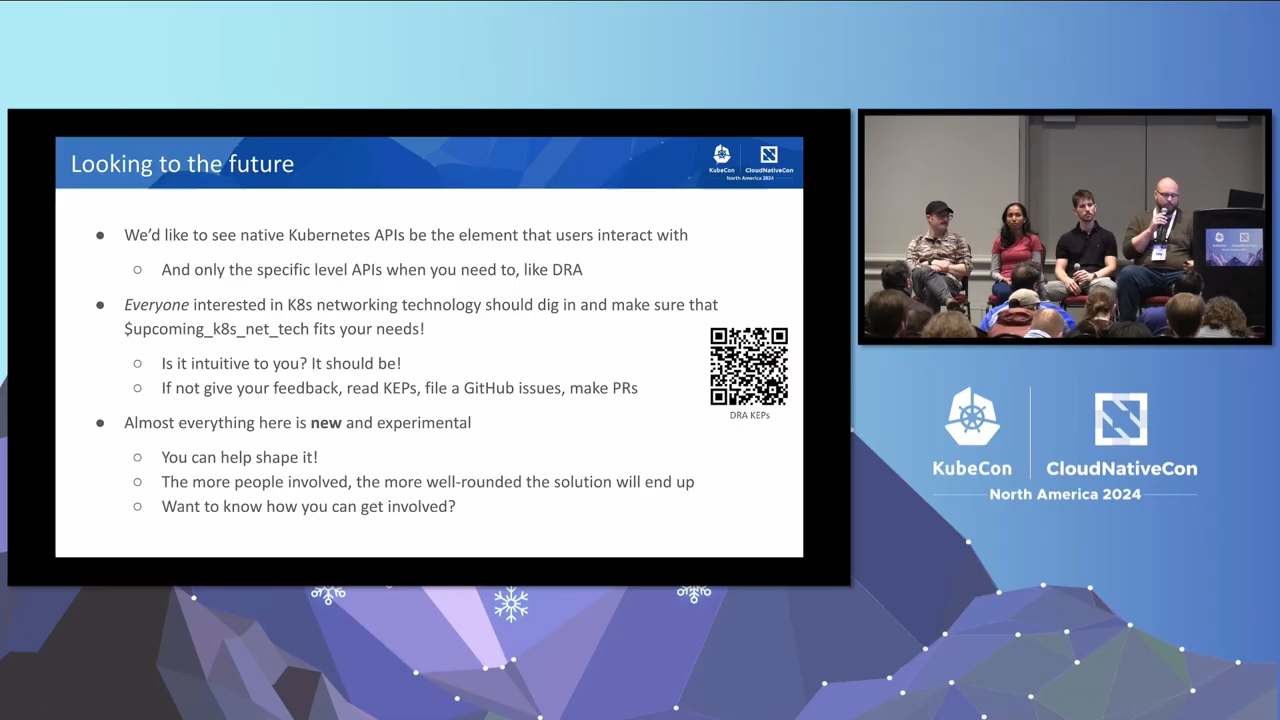 Looking to the future
KubeCon
CloudNativeCon
North America 2024
● We'd like to see native Kubernetes APIs be the element that users interact with
○ And only the specific level APIs when you need to, like DRA
● Everyone interested in K8s networking technology should dig in and make sure that
$upcoming_k8s_net_tech fits your needs!
○ Is it intuitive to you? It should be!
○ If not give your feedback, read KEPs, file a GitHub issues, make PRs
DRA KEPs
● Almost everything here is new and experimental
○ You can help shape it!
○ The more people involved, the more well-rounded the solution will end up
○ Want to know how you can get involved?
KubeCon
CloudNativeCon
North America 2024